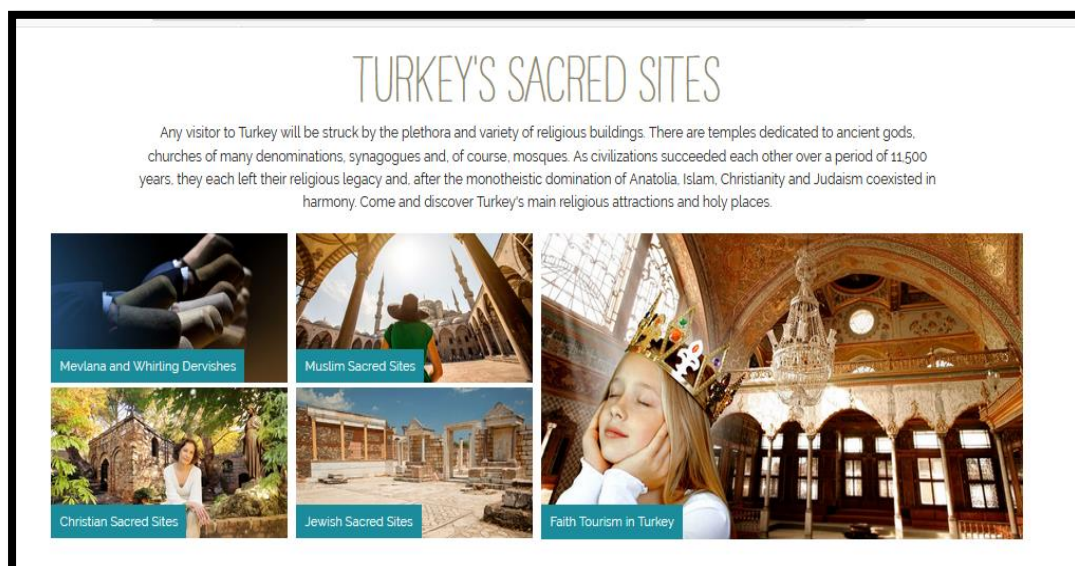 TURKEY'S SACRED SITES
Any visitor to Turkey will be struck by the plethora and variety of religious buildings. There are temples dedicated to ancient gods,
churches of many denominations, synagogues and, of course, mosques. As civilizations succeeded each other over a period of 11,500
years, they each left their religious legacy and, after the monotheistic domination of Anatolia, Islam, Christianity and Judaism coexisted in
harmony. Come and discover Turkey's main religious attractions and holy places.
Mevlana and Whirling Dervishes
Muslim Sacred Sites
Christian Sacred Sites
Jewish Sacred Sites
Faith Tourism in Turkey